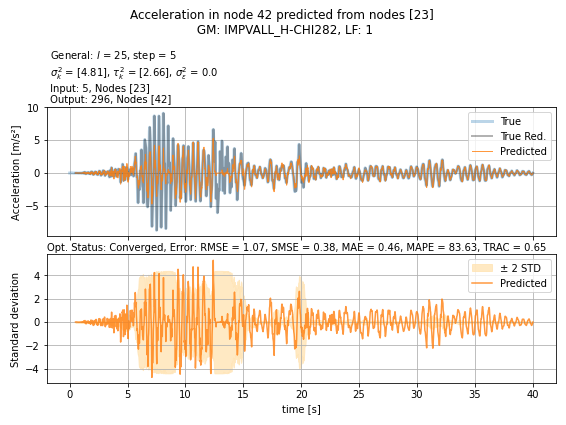 Acceleration in node 42 predicted from nodes [23]
GM: IMPVALL_H-CHI282, LF: 1
General: l = 25, step = 5
σ²ₖ = [4.81], τ²ₖ = [2.66], σ²ε = 0.0
Input: 5, Nodes [23]
Output: 296, Nodes [42]
10
5
0
−5
Acceleration [m/s²]
True
True Red.
Predicted
Opt. Status: Converged, Error: RMSE = 1.07, SMSE = 0.38, MAE = 0.46, MAPE = 83.63, TRAC = 0.65
4
2
0
−2
−4
Standard deviation
± 2 STD
Predicted
0 5 10 15 20 25 30 35 40
time [s]